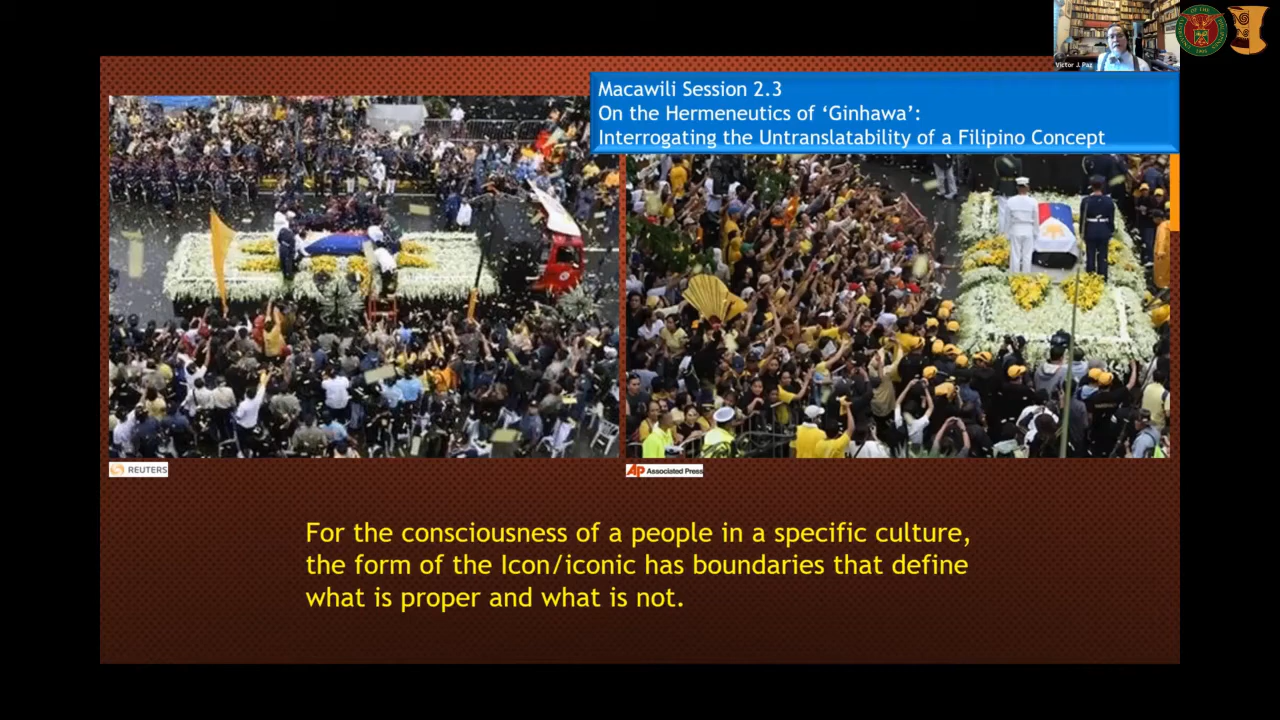 Victor J. Paz
Macawili Session 2.3
On the Hermeneutics of ‘Ginhawa’:
Interrogating the Untranslatability of a Filipino Concept
REUTERS
AP Associated Press
For the consciousness of a people in a specific culture,
the form of the Icon/iconic has boundaries that define
what is proper and what is not.